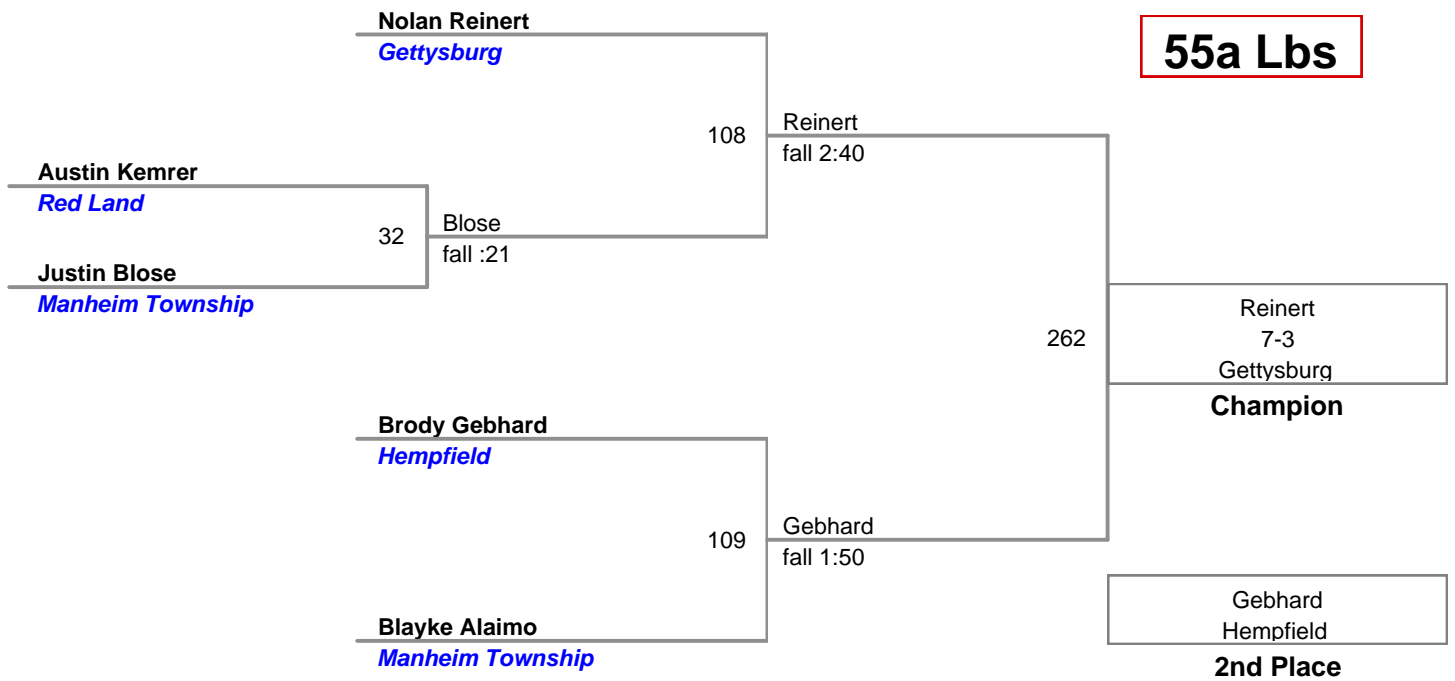 Nolan Reinert
Gettysburg
55a Lbs
108
Reinert
fall 2:40
Austin Kemrer
Red Land
32
Blose
fall :21
Justin Blose
Manheim Township
262
Reinert
7-3
Gettysburg
Champion
Brody Gebhard
Hempfield
109
Gebhard
fall 1:50
Blayke Alaimo
Manheim Township
Gebhard
Hempfield
2nd Place